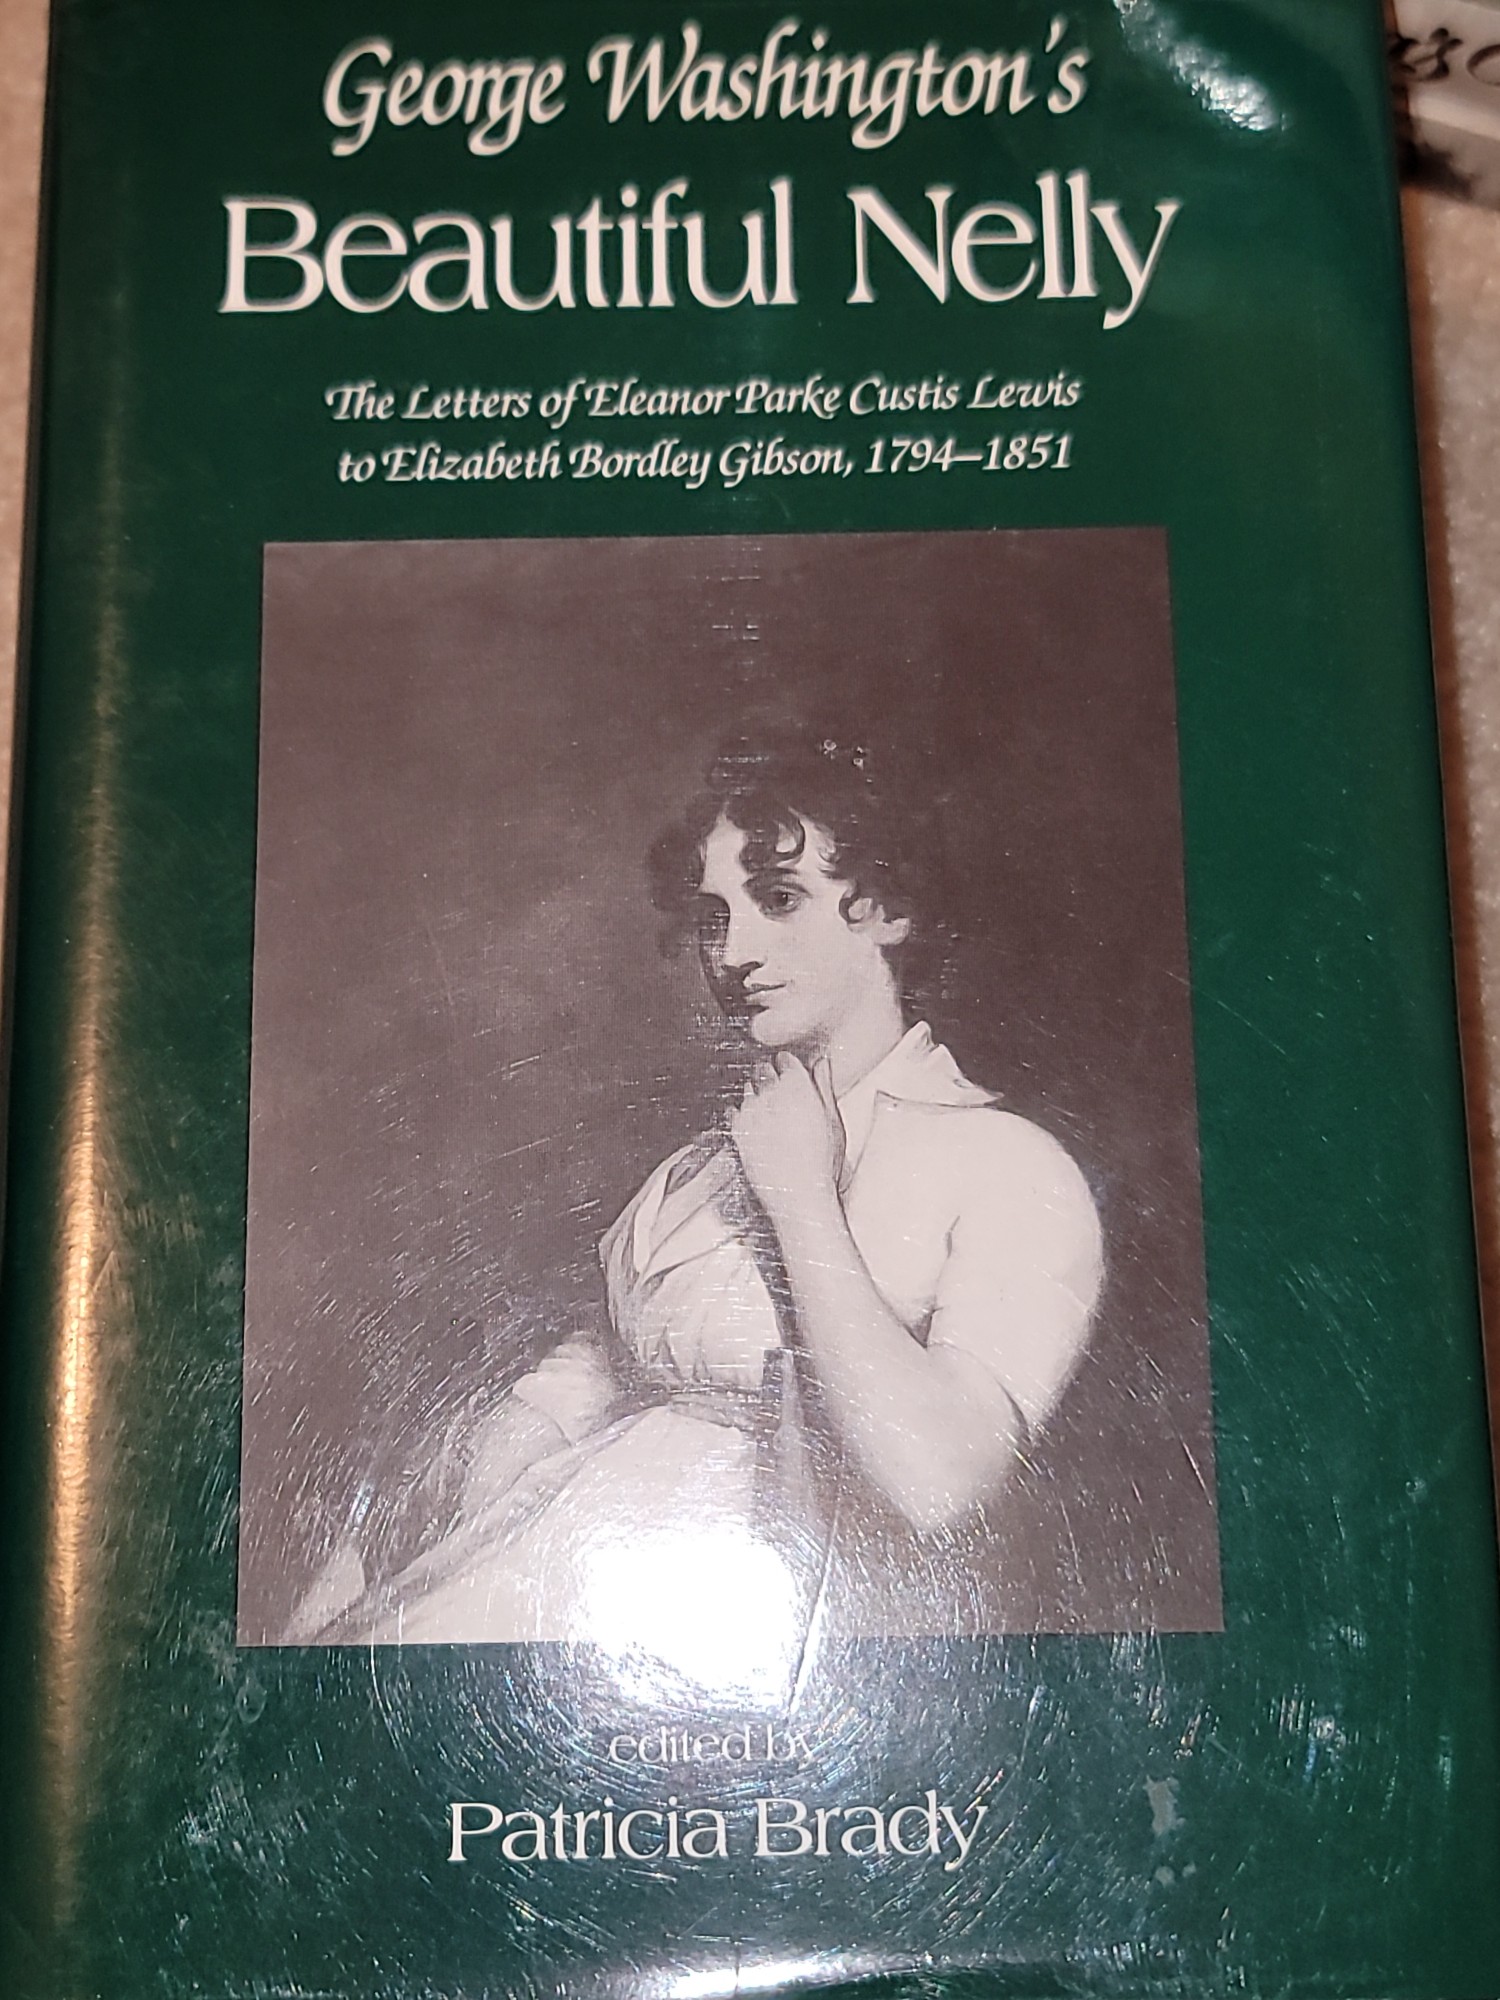 George Washington's
Beautiful Nelly
The Letters of Eleanor Parke Custis Lewis
to Elizabeth Bordley Gibson, 1794–1851
edited by
Patricia Brady